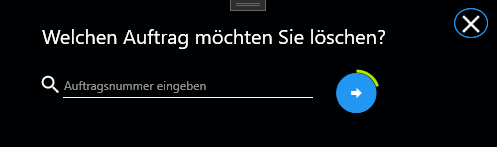 Welchen Auftrag möchten Sie löschen?
Auftragsnummer eingeben